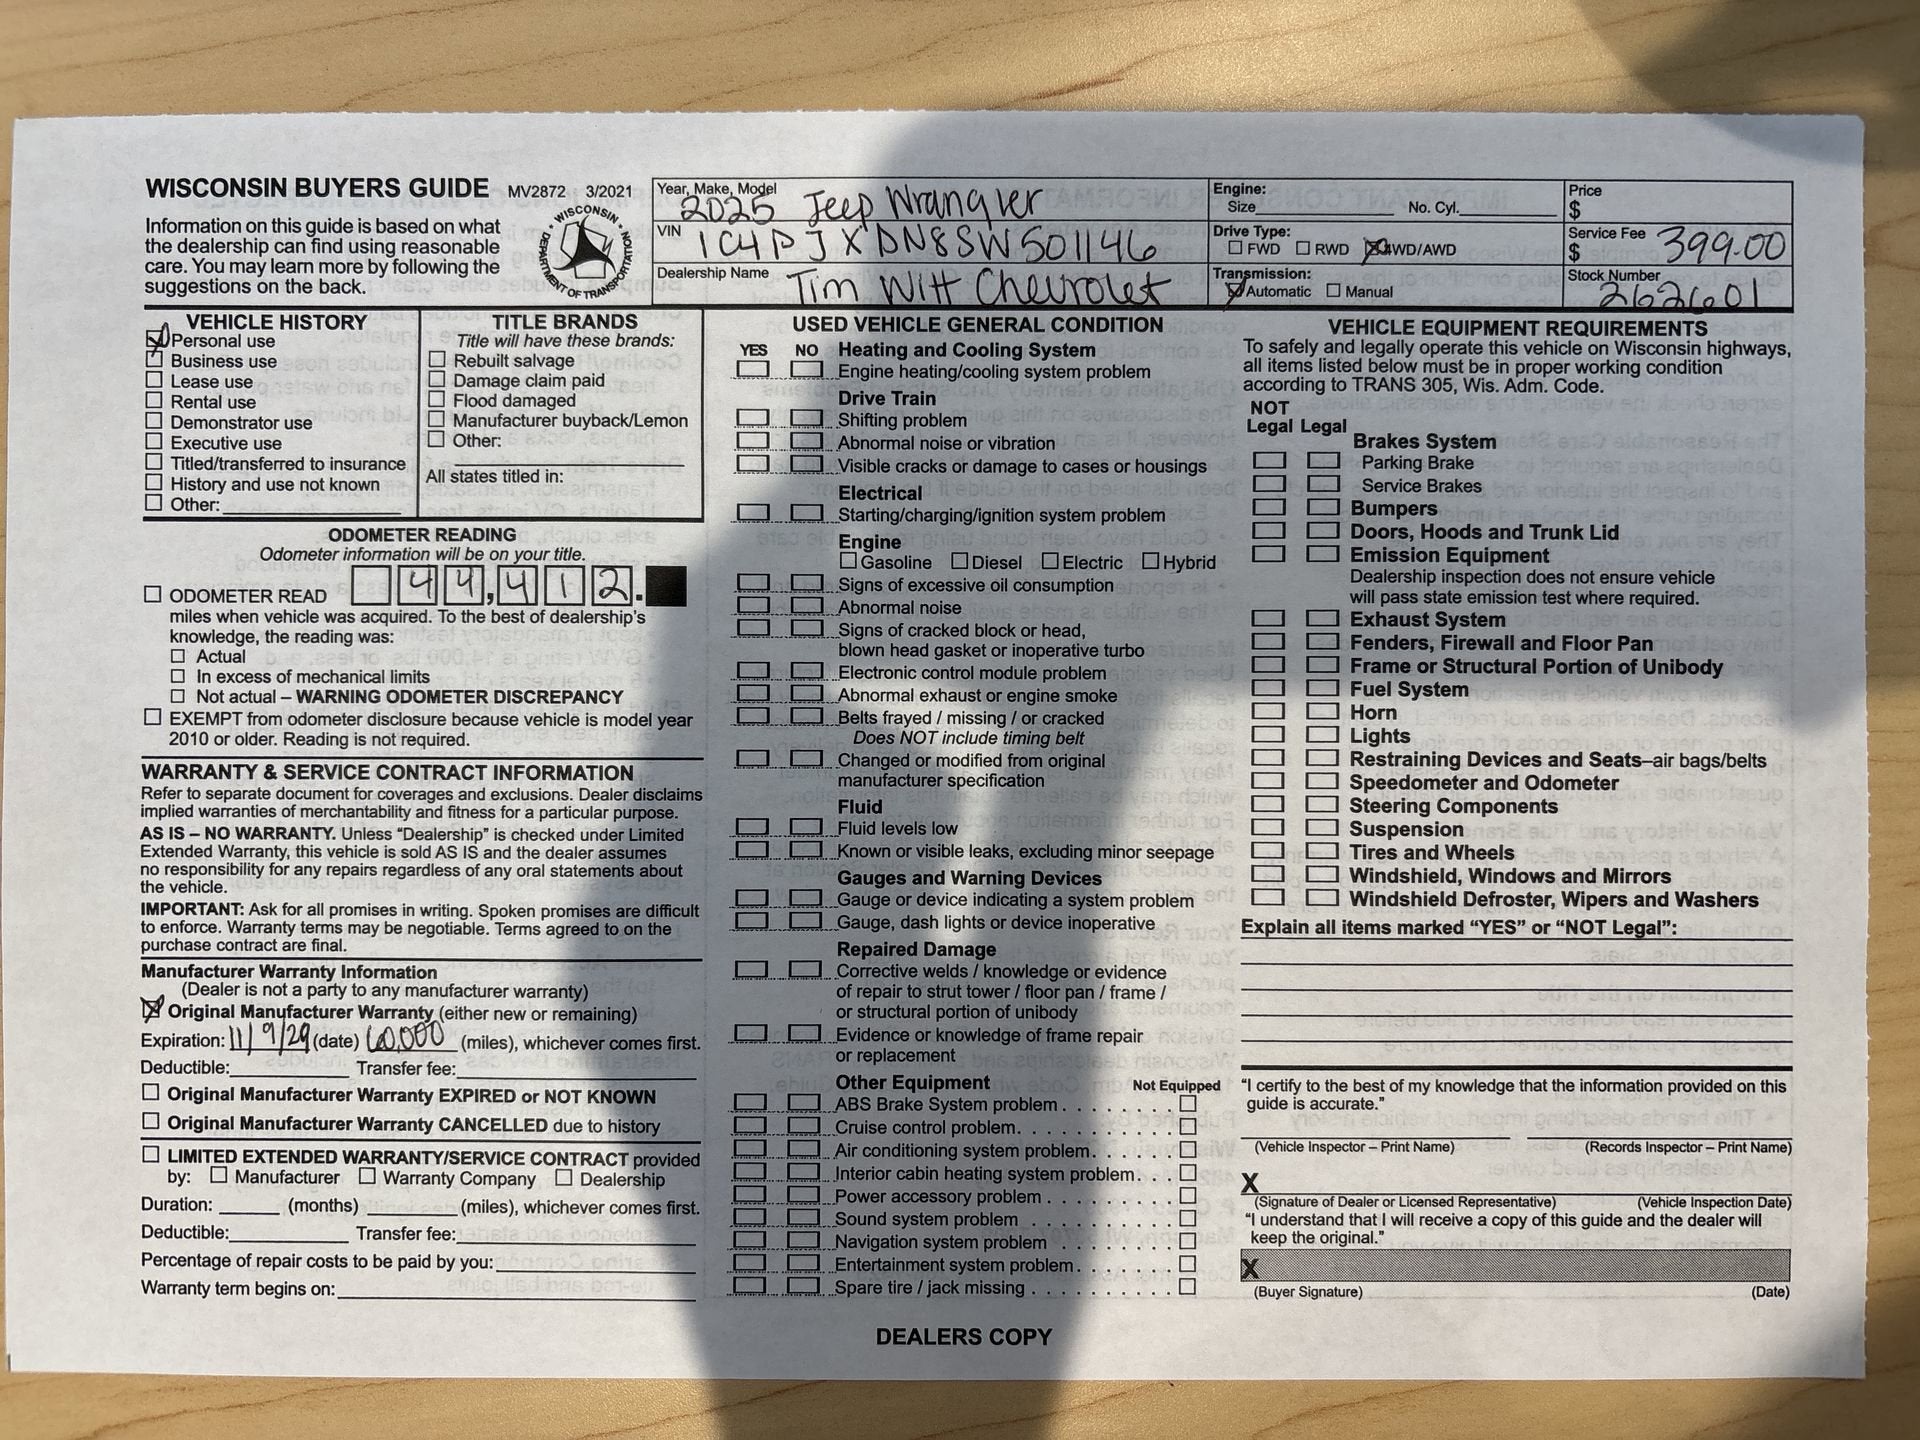 WISCONSIN BUYERS GUIDE MV2872 3/2021
Information on this guide is based on what
the dealership can find using reasonable
care. You may learn more by following the
suggestions on the back.
WISCONSIN DEPARTMENT OF TRANSPORTATION
Year, Make, Model 2025 Jeep Wrangler
VIN 1C4PJXDN8SW501146
Dealership Name Tim Witt Chevrolet
Engine:
Size No. Cyl.
Drive Type:
FWD RWD 4WD/AWD
Transmission:
Automatic Manual
Price
$
Service Fee
$ 399.00
Stock Number
262601
VEHICLE HISTORY
Personal use
Business use
Lease use
Rental use
Demonstrator use
Executive use
Titled/transferred to insurance
History and use not known
Other:
TITLE BRANDS
Title will have these brands:
Rebuilt salvage
Damage claim paid
Flood damaged
Manufacturer buyback/Lemon
Other:
All states titled in:
ODOMETER READING
Odometer information will be on your title.
ODOMETER READ 44,412.
miles when vehicle was acquired. To the best of dealership's
knowledge, the reading was:
Actual
In excess of mechanical limits
Not actual – WARNING ODOMETER DISCREPANCY
EXEMPT from odometer disclosure because vehicle is model year
2010 or older. Reading is not required.
WARRANTY & SERVICE CONTRACT INFORMATION
Refer to separate document for coverages and exclusions. Dealer disclaims
implied warranties of merchantability and fitness for a particular purpose.
AS IS – NO WARRANTY. Unless "Dealership" is checked under Limited
Extended Warranty, this vehicle is sold AS IS and the dealer assumes
no responsibility for any repairs regardless of any oral statements about
the vehicle.
IMPORTANT: Ask for all promises in writing. Spoken promises are difficult
to enforce. Warranty terms may be negotiable. Terms agreed to on the
purchase contract are final.
Manufacturer Warranty Information
(Dealer is not a party to any manufacturer warranty)
Original Manufacturer Warranty (either new or remaining)
Expiration: 11/9/29 (date) 60,000 (miles), whichever comes first.
Deductible: Transfer fee:
Original Manufacturer Warranty EXPIRED or NOT KNOWN
Original Manufacturer Warranty CANCELLED due to history
LIMITED EXTENDED WARRANTY/SERVICE CONTRACT provided
by: Manufacturer Warranty Company Dealership
Duration: (months) (miles), whichever comes first.
Deductible: Transfer fee:
Percentage of repair costs to be paid by you:
Warranty term begins on:
USED VEHICLE GENERAL CONDITION
YES NO Heating and Cooling System
Engine heating/cooling system problem
Drive Train
Shifting problem
Abnormal noise or vibration
Visible cracks or damage to cases or housings
Electrical
Starting/charging/ignition system problem
Engine
Gasoline Diesel Electric Hybrid
Signs of excessive oil consumption
Abnormal noise
Signs of cracked block or head,
blown head gasket or inoperative turbo
Electronic control module problem
Abnormal exhaust or engine smoke
Belts frayed / missing / or cracked
Does NOT include timing belt
Changed or modified from original
manufacturer specification
Fluid
Fluid levels low
Known or visible leaks, excluding minor seepage
Gauges and Warning Devices
Gauge or device indicating a system problem
Gauge, dash lights or device inoperative
Repaired Damage
Corrective welds / knowledge or evidence
of repair to strut tower / floor pan / frame /
or structural portion of unibody
Evidence or knowledge of frame repair
or replacement
Other Equipment Not Equipped
ABS Brake System problem
Cruise control problem
Air conditioning system problem
Interior cabin heating system problem
Power accessory problem
Sound system problem
Navigation system problem
Entertainment system problem
Spare tire / jack missing
VEHICLE EQUIPMENT REQUIREMENTS
To safely and legally operate this vehicle on Wisconsin highways,
all items listed below must be in proper working condition
according to TRANS 305, Wis. Adm. Code.
NOT
Legal Legal
Brakes System
Parking Brake
Service Brakes
Bumpers
Doors, Hoods and Trunk Lid
Emission Equipment
Dealership inspection does not ensure vehicle
will pass state emission test where required.
Exhaust System
Fenders, Firewall and Floor Pan
Frame or Structural Portion of Unibody
Fuel System
Horn
Lights
Restraining Devices and Seats–air bags/belts
Speedometer and Odometer
Steering Components
Suspension
Tires and Wheels
Windshield, Windows and Mirrors
Windshield Defroster, Wipers and Washers
Explain all items marked "YES" or "NOT Legal":
"I certify to the best of my knowledge that the information provided on this
guide is accurate."
(Vehicle Inspector – Print Name) (Records Inspector – Print Name)
X
(Signature of Dealer or Licensed Representative) (Vehicle Inspection Date)
"I understand that I will receive a copy of this guide and the dealer will
keep the original."
X
(Buyer Signature) (Date)
DEALERS COPY